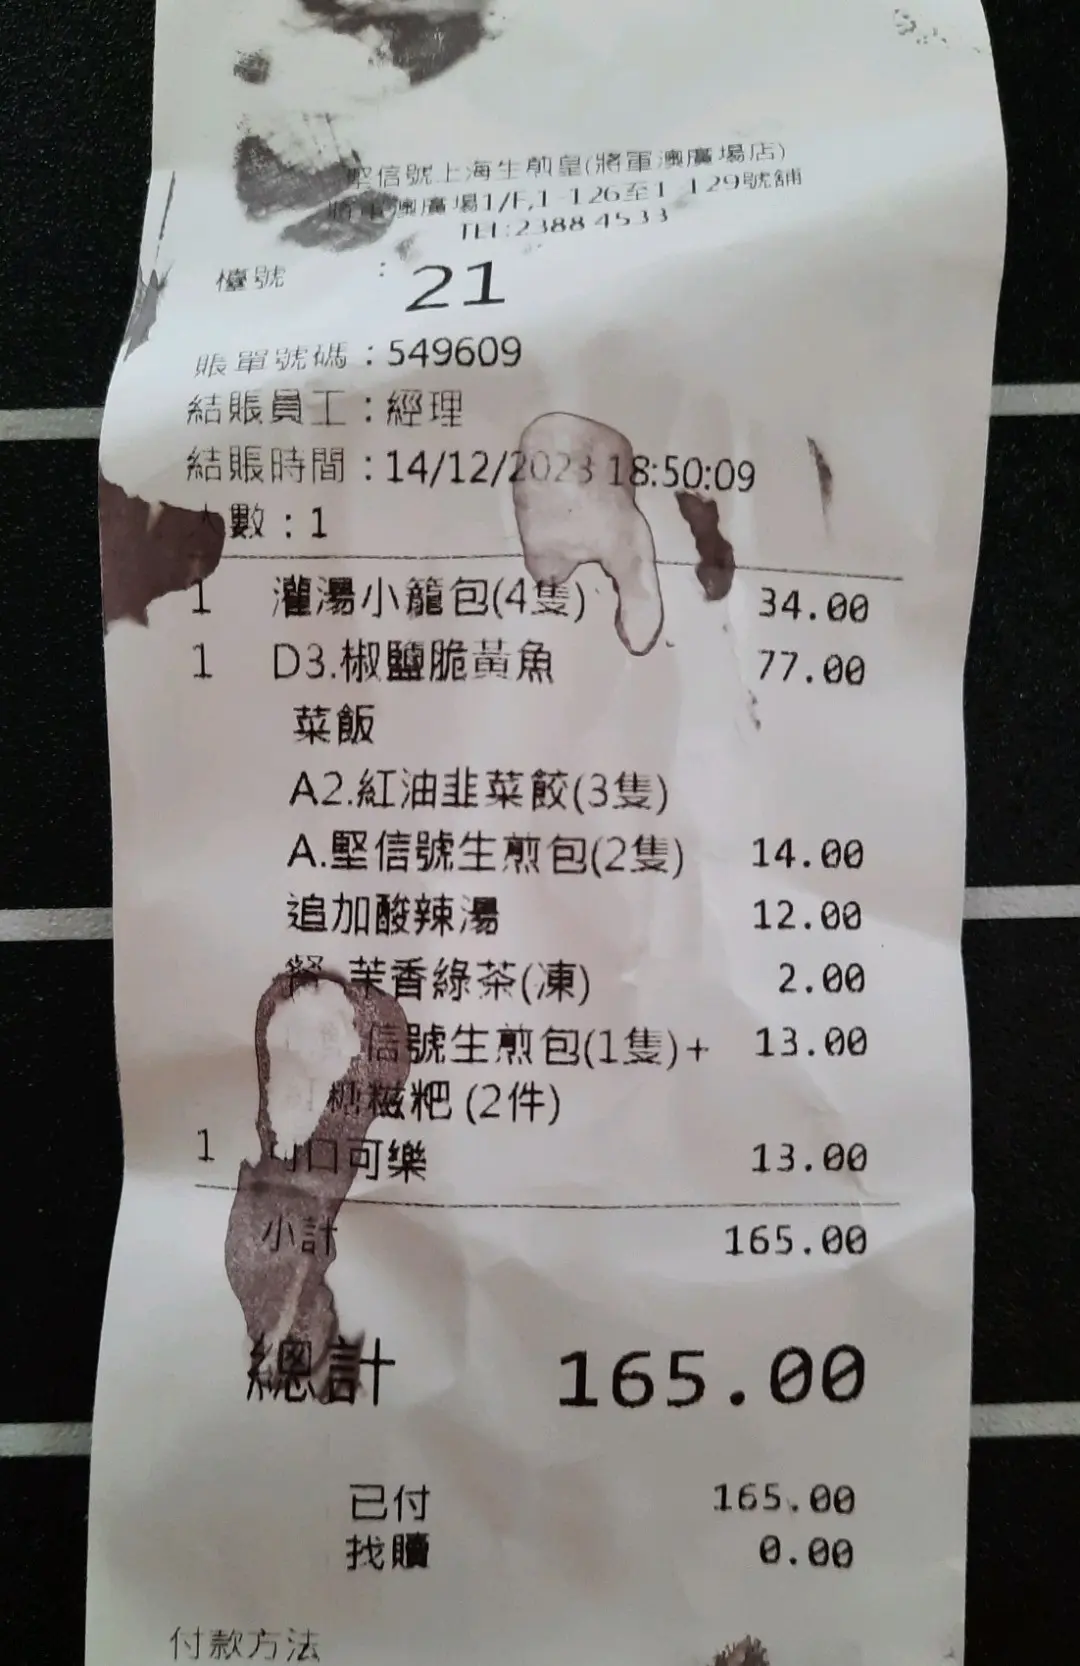 堅信號上海生煎皇(將軍澳廣場店)
將軍澳廣場1/F,1-126至1-129號舖
TEL:2388 4533
檯號 : 21
賬單號碼 : 549609
結賬員工 : 經理
結賬時間 : 14/12/2023 18:50:09
人數 : 1
1 灌湯小籠包(4隻) 34.00
1 D3.椒鹽脆黃魚 77.00
菜飯
A2.紅油韭菜餃(3隻)
A.堅信號生煎包(2隻) 14.00
追加酸辣湯 12.00
餐 茉香綠茶(凍) 2.00
信號生煎包(1隻)+ 13.00
糖糍粑 (2件)
1 可口可樂 13.00
小計 165.00
總計 165.00
已付 165.00
找贖 0.00
付款方法